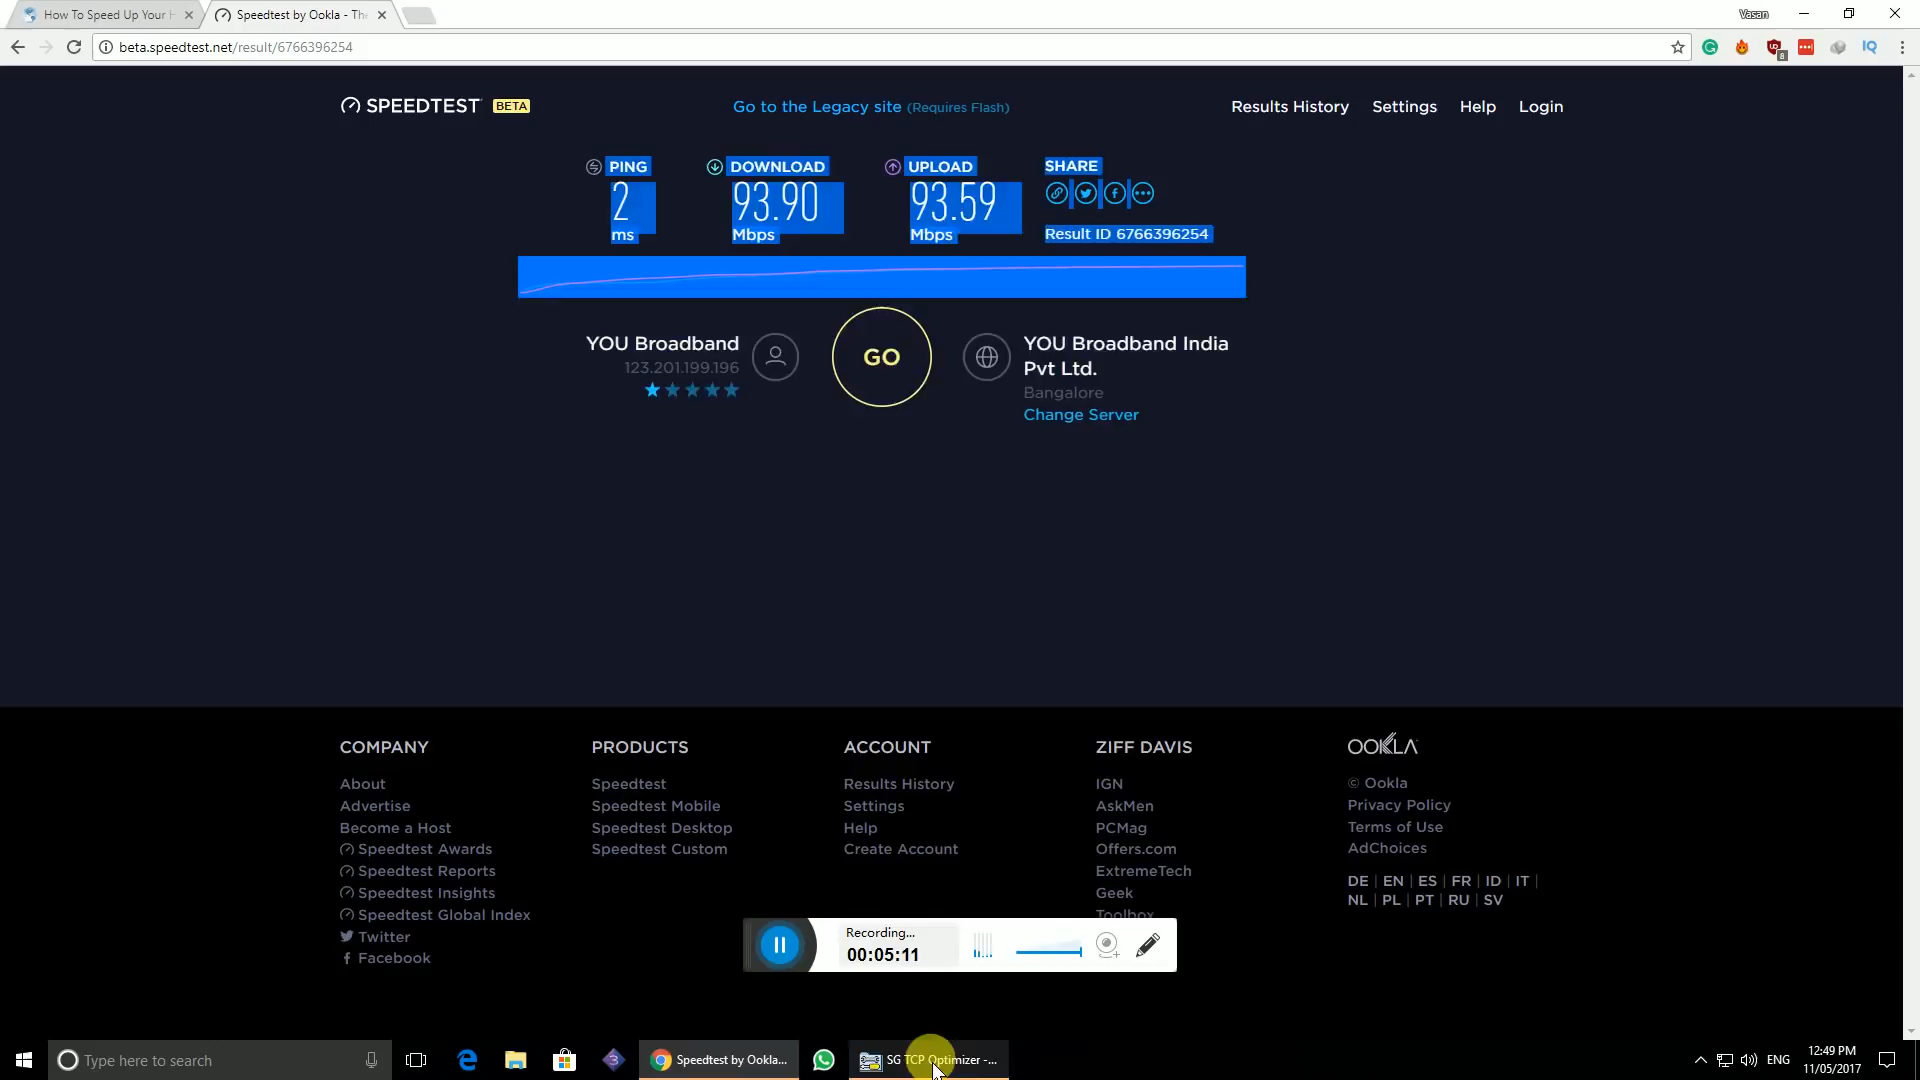 How To Speed Up Your H
Speedtest by Ookla - The
Vasan
beta.speedtest.net/result/6766396254
8
IQ
SPEEDTEST BETA
Go to the Legacy site (Requires Flash)
Results History
Settings
Help
Login
PING
2
ms
DOWNLOAD
93.90
Mbps
UPLOAD
93.59
Mbps
SHARE
Result ID 6766396254
YOU Broadband
123.201.199.196
GO
YOU Broadband India
Pvt Ltd.
Bangalore
Change Server
COMPANY
About
Advertise
Become a Host
Speedtest Awards
Speedtest Reports
Speedtest Insights
Speedtest Global Index
Twitter
Facebook
PRODUCTS
Speedtest
Speedtest Mobile
Speedtest Desktop
Speedtest Custom
ACCOUNT
Results History
Settings
Help
Create Account
ZIFF DAVIS
IGN
AskMen
PCMag
Offers.com
ExtremeTech
Geek
Toolbox
OOKLA
© Ookla
Privacy Policy
Terms of Use
AdChoices
DE | EN | ES | FR | ID | IT |
NL | PL | PT | RU | SV
Recording...
00:05:11
Type here to search
3
Speedtest by Ookla...
SG TCP Optimizer -...
ENG
12:49 PM
11/05/2017